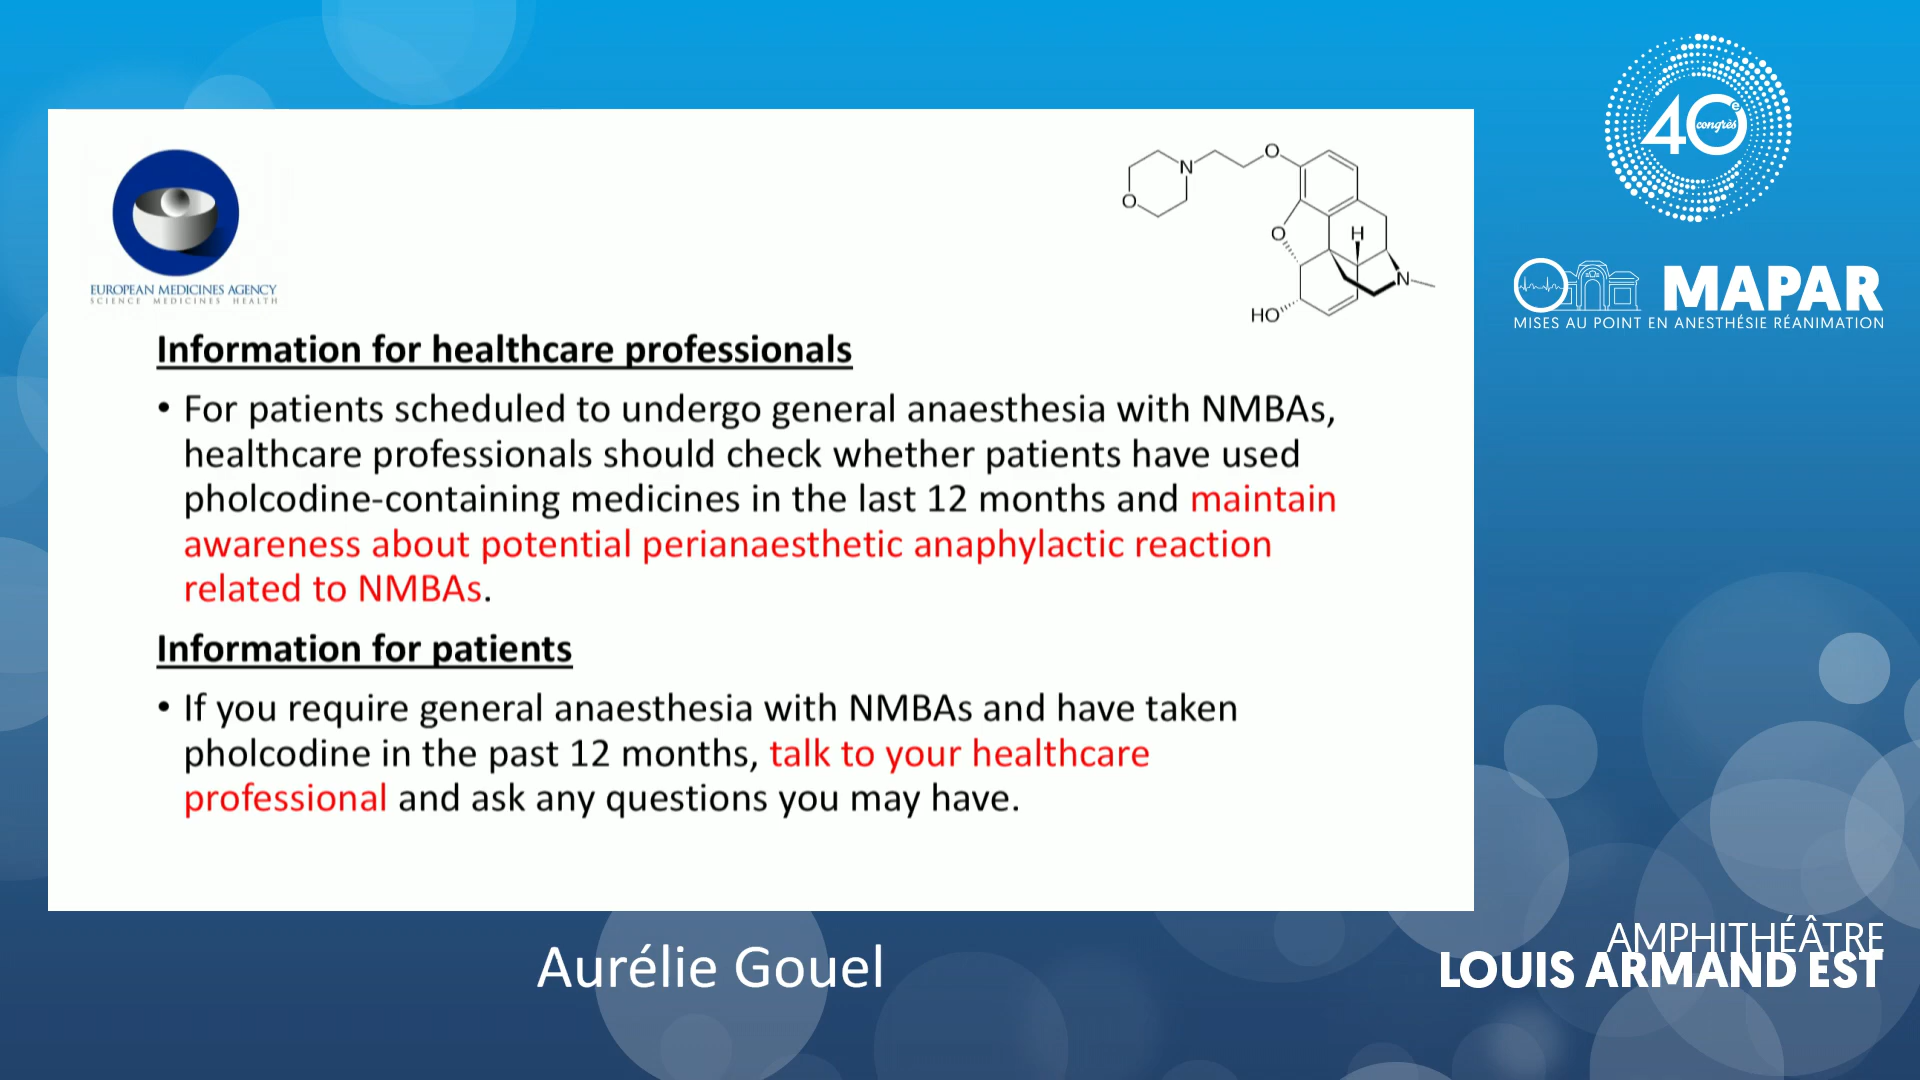 EUROPEAN MEDICINES AGENCY
SCIENCE MEDICINES HEALTH
N
O
O
O
H
N
HO
Information for healthcare professionals
• For patients scheduled to undergo general anaesthesia with NMBAs,
healthcare professionals should check whether patients have used
pholcodine-containing medicines in the last 12 months and maintain
awareness about potential perianaesthetic anaphylactic reaction
related to NMBAs.
Information for patients
• If you require general anaesthesia with NMBAs and have taken
pholcodine in the past 12 months, talk to your healthcare
professional and ask any questions you may have.
40e
congrès
MAPAR
MISES AU POINT EN ANESTHÉSIE RÉANIMATION
Aurélie Gouel
AMPHITHÉÂTRE
LOUIS ARMAND EST